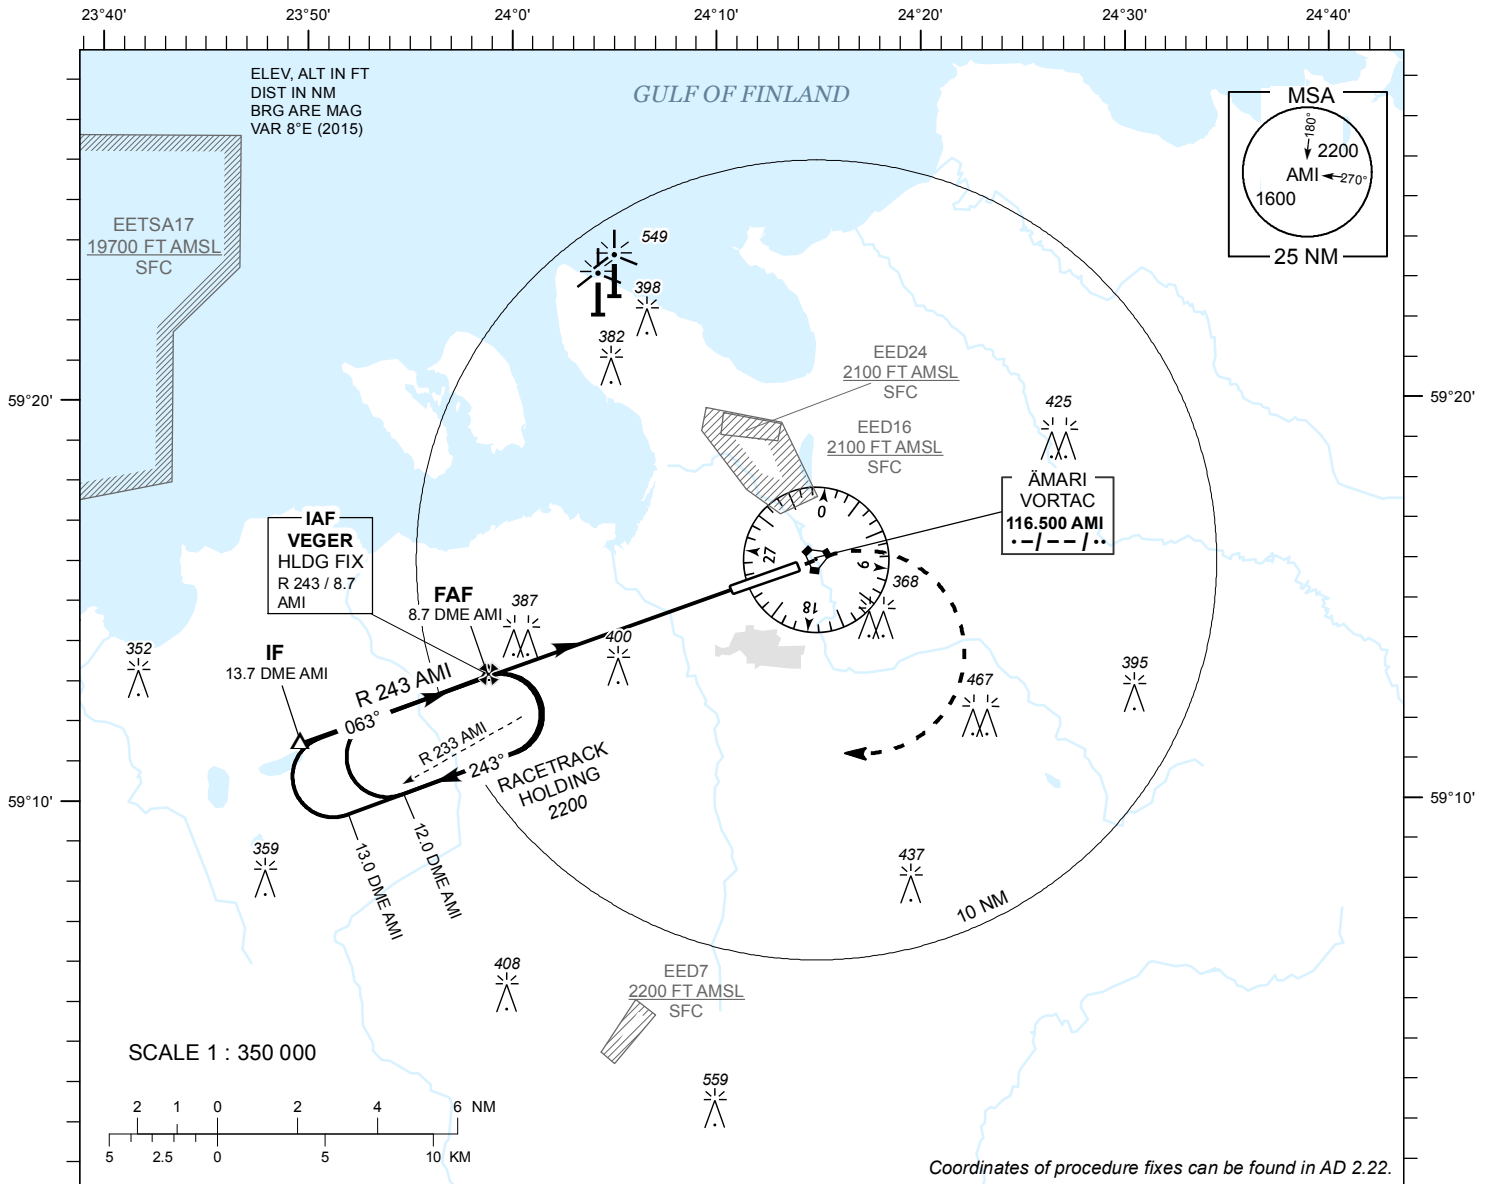 23°40'
23°50'
24°0'
24°10'
24°20'
24°30'
24°40'
ELEV, ALT IN FT
DIST IN NM
BRG ARE MAG
VAR 8°E (2015)
GULF OF FINLAND
MSA
180°
2200
AMI
270°
1600
25 NM
EETSA17
19700 FT AMSL
SFC
549
398
382
EED24
2100 FT AMSL
SFC
EED16
2100 FT AMSL
SFC
425
59°20'
59°20'
ÄMARI
VORTAC
116.500 AMI
·–/––/··
0
27
9
18
368
IAF
VEGER
HLDG FIX
R 243 / 8.7
AMI
FAF
8.7 DME AMI
387
400
352
IF
13.7 DME AMI
R 243 AMI
063°
R 233 AMI
243°
RACETRACK
HOLDING
2200
467
395
59°10'
59°10'
13.0 DME AMI
12.0 DME AMI
359
437
10 NM
408
EED7
2200 FT AMSL
SFC
559
SCALE 1 : 350 000
2 1 0 2 4 6 NM
5 2.5 0 5 10 KM
Coordinates of procedure fixes can be found in AD 2.22.